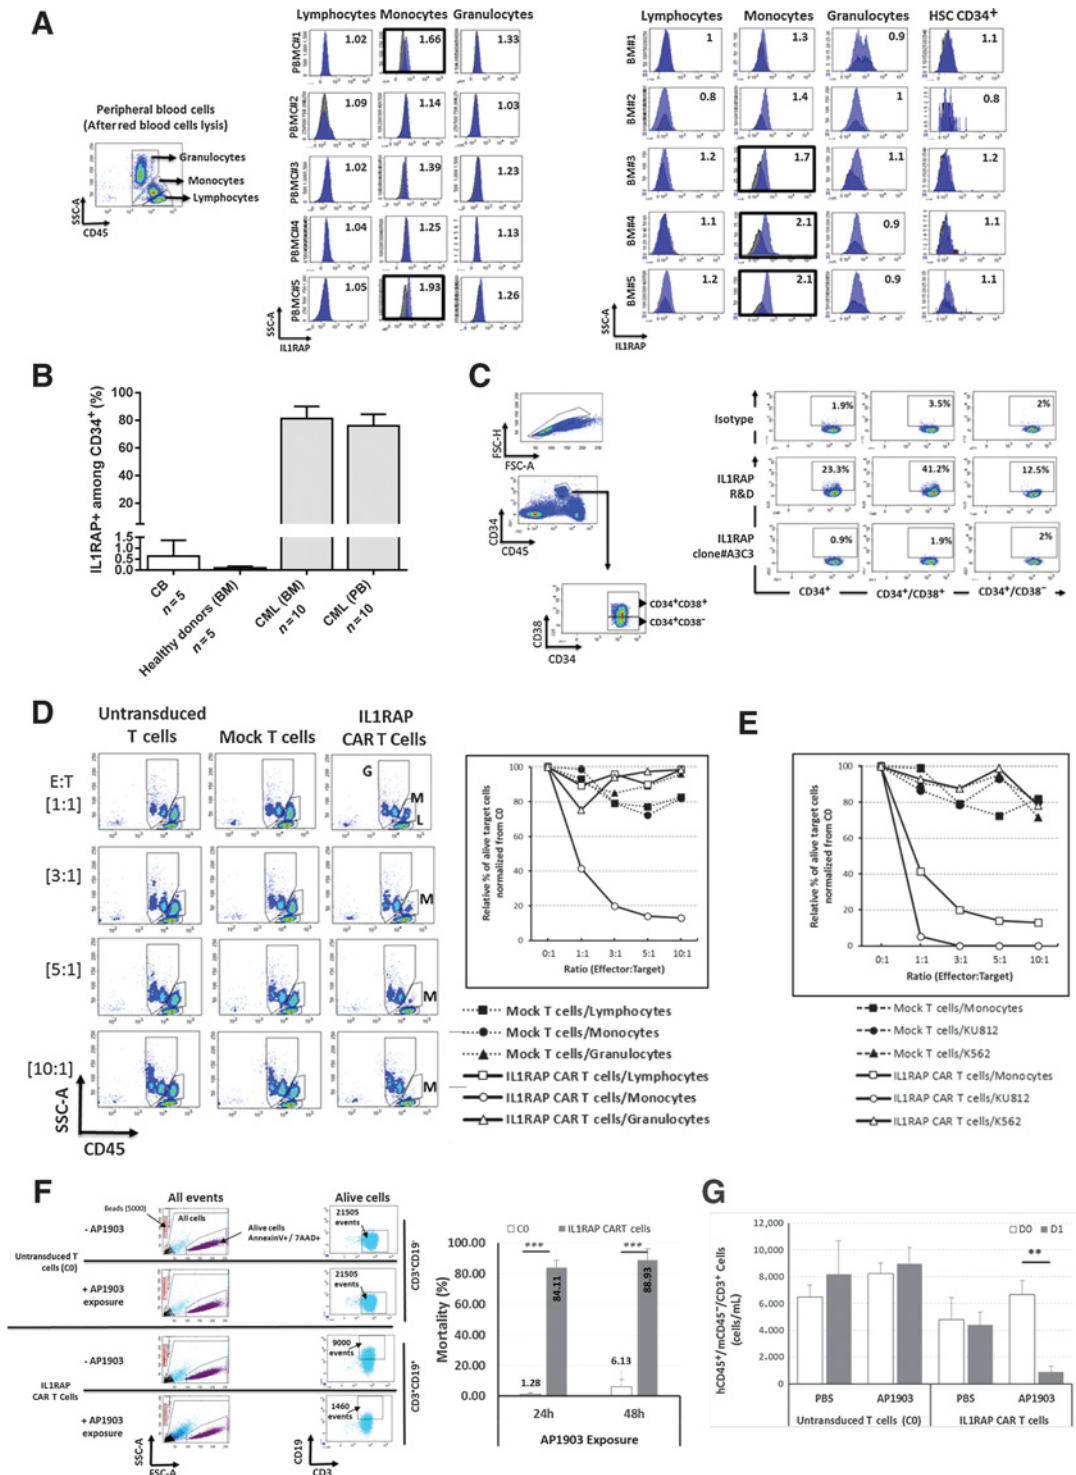 A
Lymphocytes Monocytes Granulocytes
PBMC#1 1.02 1.66 1.33
PBMC#2 1.09 1.14 1.03
PBMC#3 1.02 1.39 1.23
PBMC#4 1.04 1.25 1.13
PBMC#5 1.05 1.93 1.26
SSC-A
IL1RAP
Peripheral blood cells
(After red blood cells lysis)
Granulocytes
Monocytes
Lymphocytes
SSC-A
CD45
Lymphocytes Monocytes Granulocytes HSC CD34+
BM#1 1 1.3 0.9 1.1
BM#2 0.8 1.4 1 0.8
BM#3 1.2 1.7 1.1 1.2
BM#4 1.1 2.1 0.9 1.1
BM#5 1.2 2.1 0.9 1.1
SSC-A
IL1RAP
B
IL1RAP+ among CD34+ (%)
100
80
60
40
20
1.5
1.0
0.5
0.0
CB
n = 5
Healthy donors (BM)
n = 5
CML (BM)
n = 10
CML (PB)
n = 10
C
FSC-H
FSC-A
CD34
CD45
CD34+CD38+
CD34+CD38−
CD38
CD34
Isotype 1.9% 3.5% 2%
IL1RAP
R&D
23.3% 41.2% 12.5%
IL1RAP
clone#A3C3
0.9% 1.9% 2%
CD34+ CD34+/CD38+ CD34+/CD38−
D
Untransduced
T cells
Mock T cells
IL1RAP
CAR T Cells
E:T
[1:1]
G
M
L
[3:1]
M
[5:1]
M
[10:1]
M
SSC-A
CD45
Relative % of alive target cells
normalized from C0
100
80
60
40
20
0
0:1 1:1 3:1 5:1 10:1
Ratio (Effector:Target)
Mock T cells/Lymphocytes
Mock T cells/Monocytes
Mock T cells/Granulocytes
IL1RAP CAR T cells/Lymphocytes
IL1RAP CAR T cells/Monocytes
IL1RAP CAR T cells/Granulocytes
E
Relative % of alive target cells
normalized from C0
100
80
60
40
20
0
0:1 1:1 3:1 5:1 10:1
Ratio (Effector:Target)
Mock T cells/Monocytes
Mock T cells/KU812
Mock T cells/K562
IL1RAP CAR T cells/Monocytes
IL1RAP CAR T cells/KU812
IL1RAP CAR T cells/K562
F
All events
Alive cells
Beads (5000)
All cells
Alive cells
AnnexinV+ / 7AAD+
- AP1903
Untransduced T
cells (C0)
+ AP1903
exposure
21505
events
21505
events
CD3+CD19-
- AP1903
IL1RAP
CAR T Cells
+ AP1903
exposure
9000
events
1460
events
CD3+CD19+
SSC-A
FSC-A
CD19
CD3
C0 IL1RAP CART cells
Mortality (%)
100.00
80.00
60.00
40.00
20.00
0.00
***
***
1.28
84.11
6.13
88.93
24h 48h
AP1903 Exposure
G
hCD45+/mCD45−/CD3+ Cells
(cells/mL)
12,000
10,000
8,000
6,000
4,000
2,000
0
D0 D1
**
PBS AP1903 PBS AP1903
Untransduced T cells (C0) IL1RAP CAR T cells